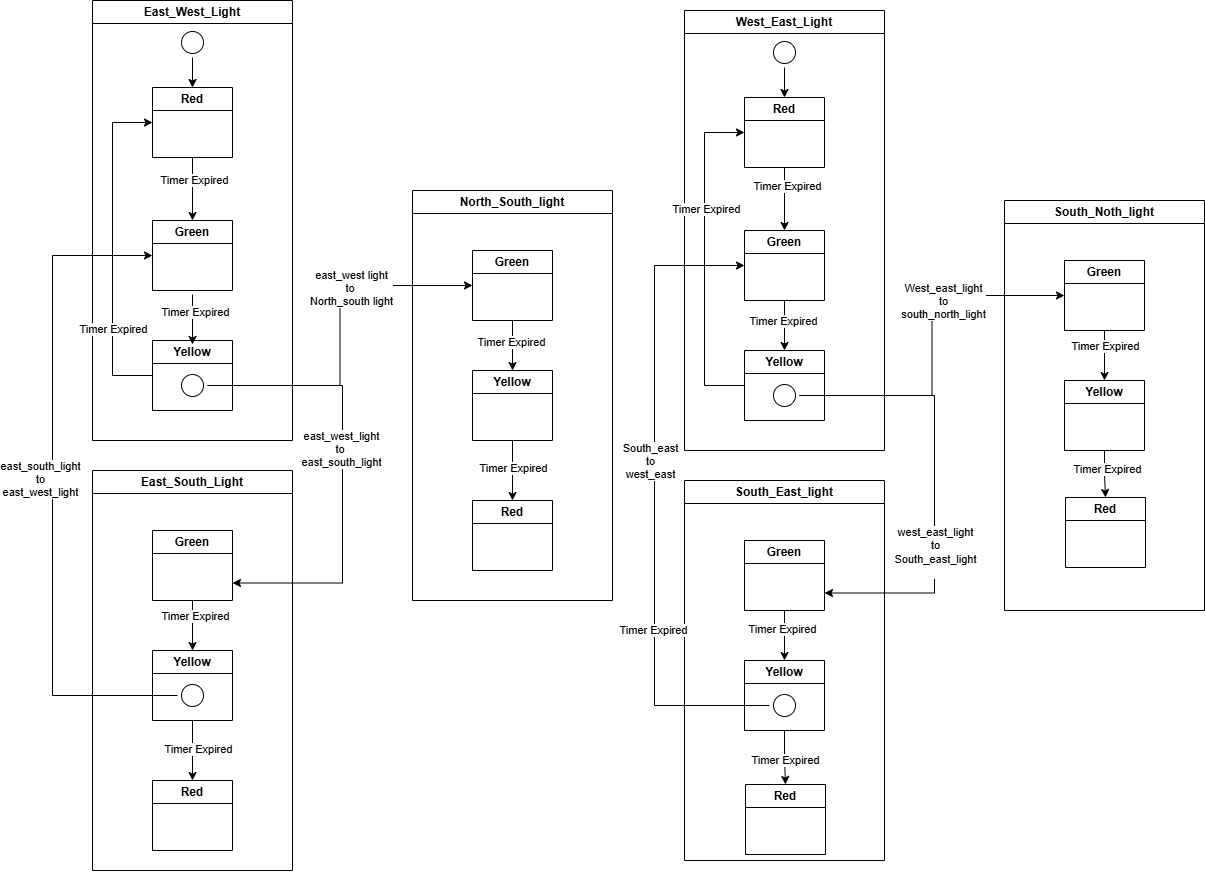 East_West_Light
Red
Timer Expired
Green
Timer Expired
Timer Expired
Yellow
east_west light
to
North_south light
east_west_light
to
east_south_light
east_south_light
to
east_west_light
East_South_Light
Green
Timer Expired
Yellow
Timer Expired
Red
North_South_light
Green
Timer Expired
Yellow
Timer Expired
Red
West_East_Light
Red
Timer Expired
Timer Expired
Green
Timer Expired
Yellow
West_east_light
to
south_north_light
South_east
to
west_east
west_east_light
to
South_east_light
South_East_light
Green
Timer Expired
Timer Expired
Yellow
Timer Expired
Red
South_Noth_light
Green
Timer Expired
Yellow
Timer Expired
Red